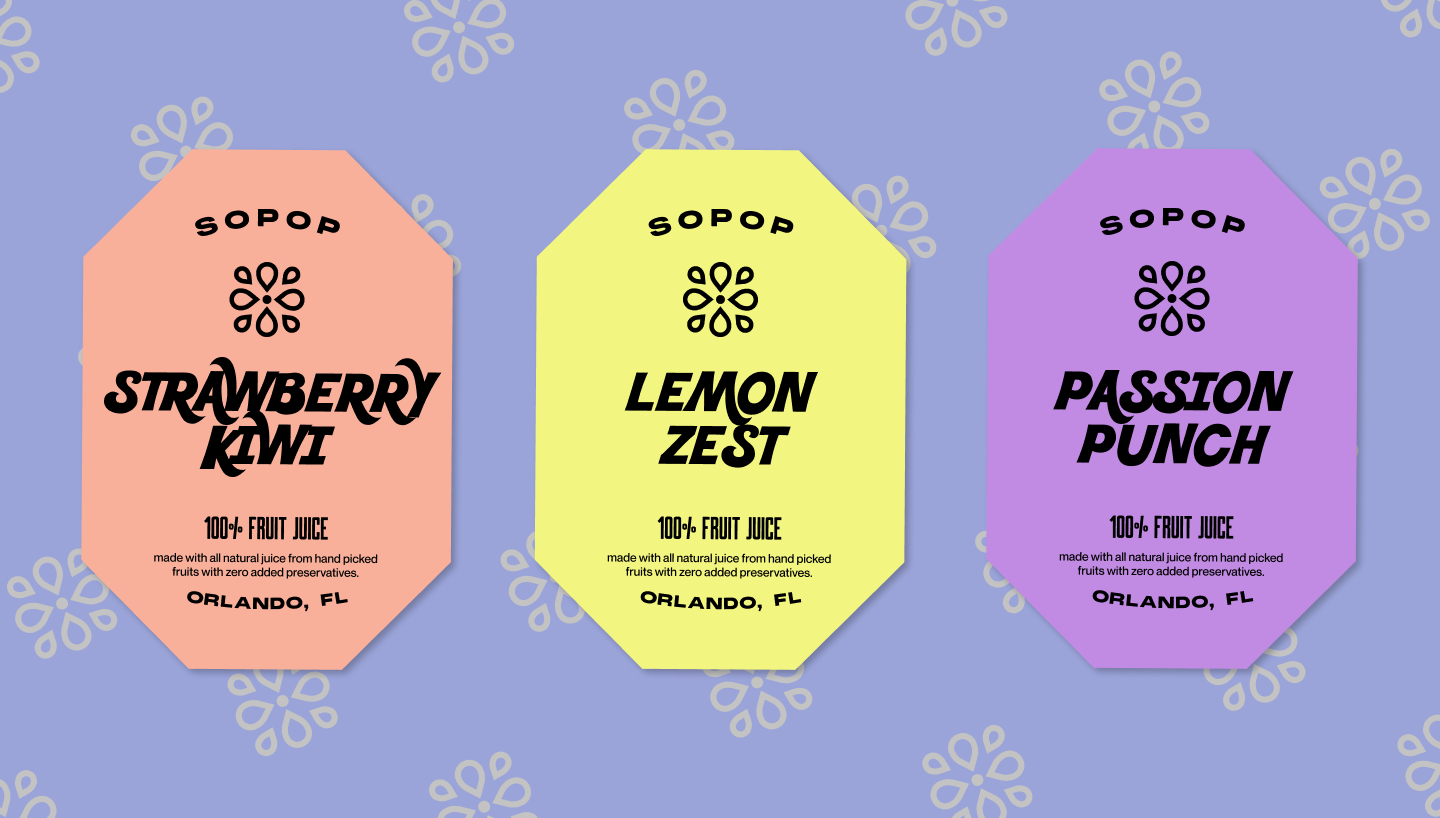 SOPOP
STRAWBERRY
KIWI
100% FRUIT JUICE
made with all natural juice from hand picked
fruits with zero added preservatives.
ORLANDO, FL
SOPOP
LEMON
ZEST
100% FRUIT JUICE
made with all natural juice from hand picked
fruits with zero added preservatives.
ORLANDO, FL
SOPOP
PASSION
PUNCH
100% FRUIT JUICE
made with all natural juice from hand picked
fruits with zero added preservatives.
ORLANDO, FL